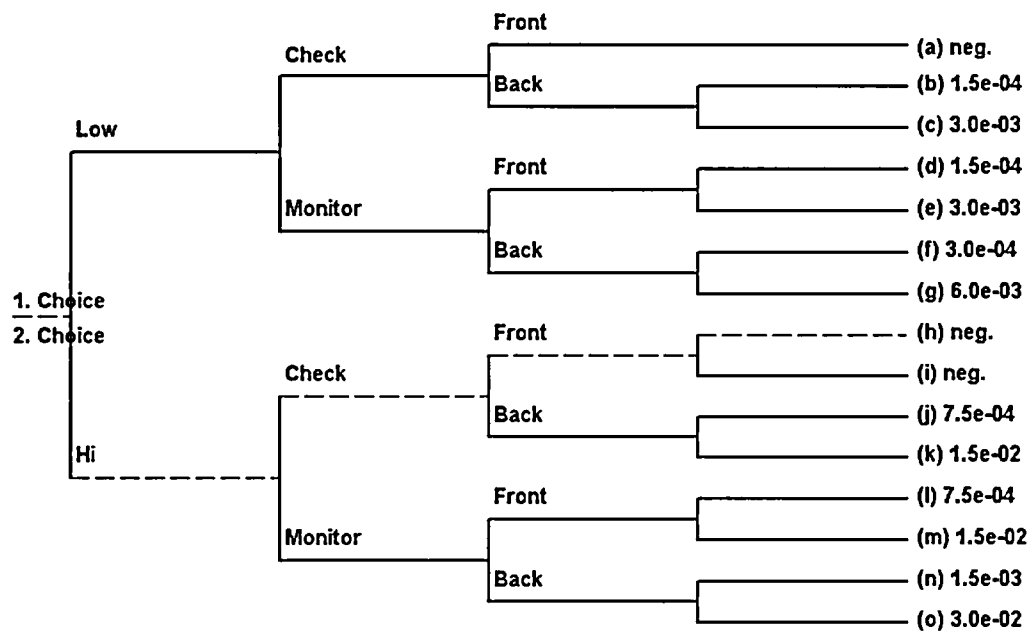 Front
(a) neg.
Check
Back
(b) 1.5e-04
(c) 3.0e-03
Low
Front
(d) 1.5e-04
Monitor
(e) 3.0e-03
Back
(f) 3.0e-04
(g) 6.0e-03
1. Choice
2. Choice
Front
(h) neg.
Check
(i) neg.
Back
(j) 7.5e-04
(k) 1.5e-02
Hi
Front
(l) 7.5e-04
Monitor
(m) 1.5e-02
Back
(n) 1.5e-03
(o) 3.0e-02